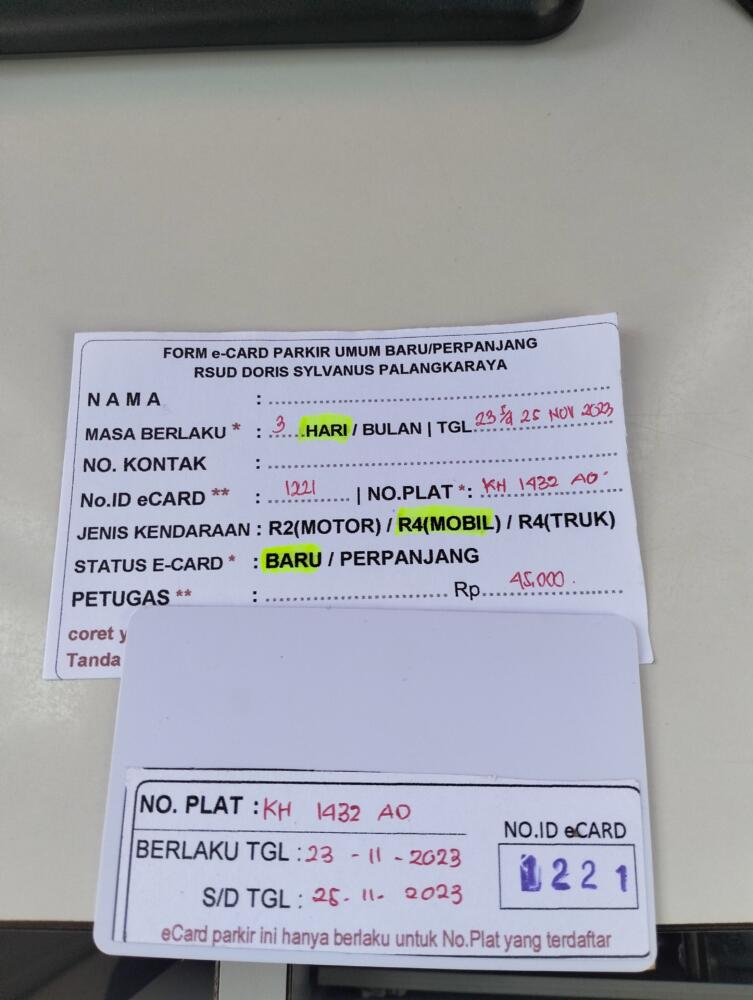 FORM e-CARD PARKIR UMUM BARU/PERPANJANG
RSUD DORIS SYLVANUS PALANGKARAYA
NAMA :
MASA BERLAKU * : 3 HARI / BULAN | TGL. 23 s/d 25 NOV 2023
NO. KONTAK :
No.ID eCARD ** : 1221 | NO.PLAT *: KH 1432 AO
JENIS KENDARAAN : R2(MOTOR) / R4(MOBIL) / R4(TRUK)
STATUS E-CARD * : BARU / PERPANJANG
PETUGAS ** : Rp. 45.000.
coret y
Tanda
NO. PLAT : KH 1432 AO
BERLAKU TGL : 23 - 11 - 2023
S/D TGL : 25. 11. 2023
NO.ID eCARD
1221
eCard parkir ini hanya berlaku untuk No.Plat yang terdaftar